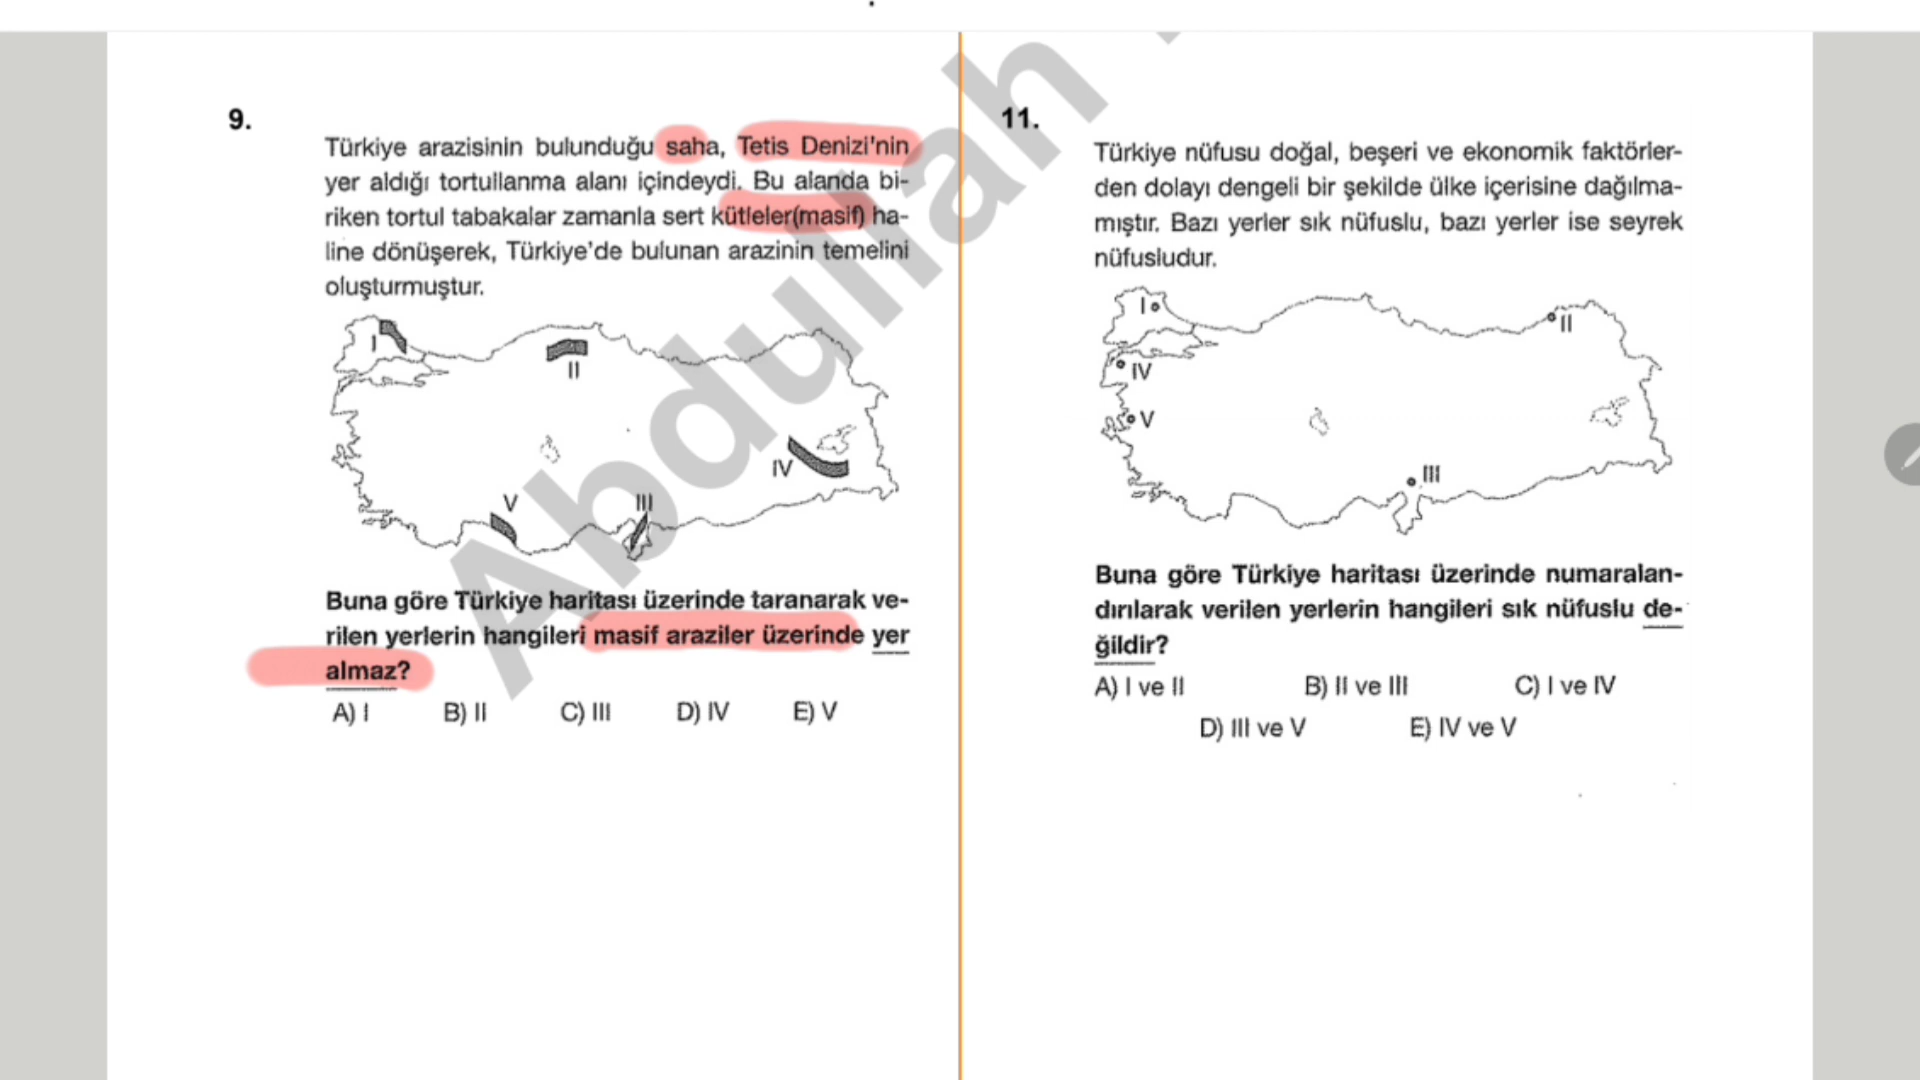 9.
Türkiye arazisinin bulunduğu saha, Tetis Denizi'nin
yer aldığı tortullanma alanı içindeydi. Bu alanda bi-
riken tortul tabakalar zamanla sert kütleler(masif) ha-
line dönüşerek, Türkiye'de bulunan arazinin temelini
oluşturmuştur.
I
II
III
IV
V
Buna göre Türkiye haritası üzerinde taranarak ve-
rilen yerlerin hangileri masif araziler üzerinde yer
almaz?
A) I B) II C) III D) IV E) V
11.
Türkiye nüfusu doğal, beşeri ve ekonomik faktörler-
den dolayı dengeli bir şekilde ülke içerisine dağılma-
mıştır. Bazı yerler sık nüfuslu, bazı yerler ise seyrek
nüfusludur.
I
II
IV
V
III
Buna göre Türkiye haritası üzerinde numaralan-
dırılarak verilen yerlerin hangileri sık nüfuslu de-
ğildir?
A) I ve II B) II ve III C) I ve IV
D) III ve V E) IV ve V
Abdullah